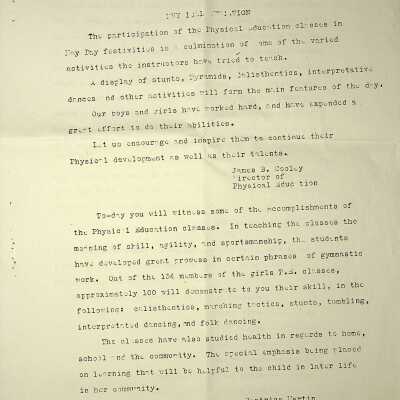 The participation of the Physical Education classes in
May Day festivities is a culmination of some of the varied
activities the instructors have tried to teach.
A display of stunts, Pyramids, Calisthentics, interpretative
dances and other activities will form the main features of the day.
Our boys and girls have worked hard, and have expended a
great effort to do their abilities.
Let us encourage and inspire them to continue their
Physical development as well as their talents.
James B. Cooley
Director of
Physical Education
To-day you will witness some of the accomplishments of
the Physical Education classes. In teaching the classes the
meaning of skill, agility, and sportsmanship, the students
have developed great progress in certain phrases of gymnastic
work. Out of the 134 members of the girls P.E. classes,
approximately 100 will demonstrate to you their skill, in the
following: calisthentics, marching tactics, stunts, tumbling,
interpretated dancing, and folk dancing.
The classes have also studied health in regards to home,
school and the community. The special emphasis being placed
on learning that will be helpful to the child in later life
in her community.
Martin